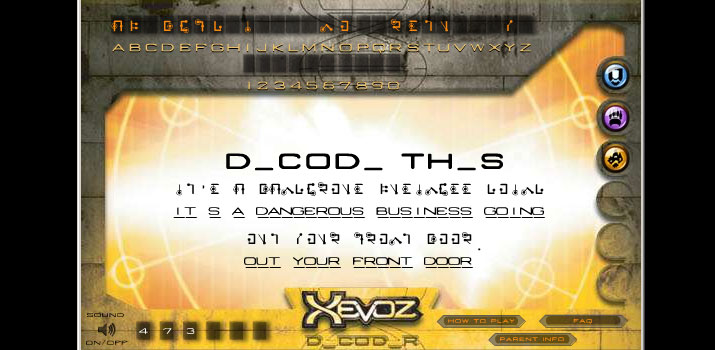 ABCDEFGHIJKLMNOPQRSTUVWXYZ
1234567890
D_COD_ TH_S
IT S A DANGEROUS BUSINESS GOING
OUT YOUR FRONT DOOR.
SOUND
ON/OFF
4 7 3
XEVOZ
D_COD_R
HOW TO PLAY
FAQ
PARENT INFO